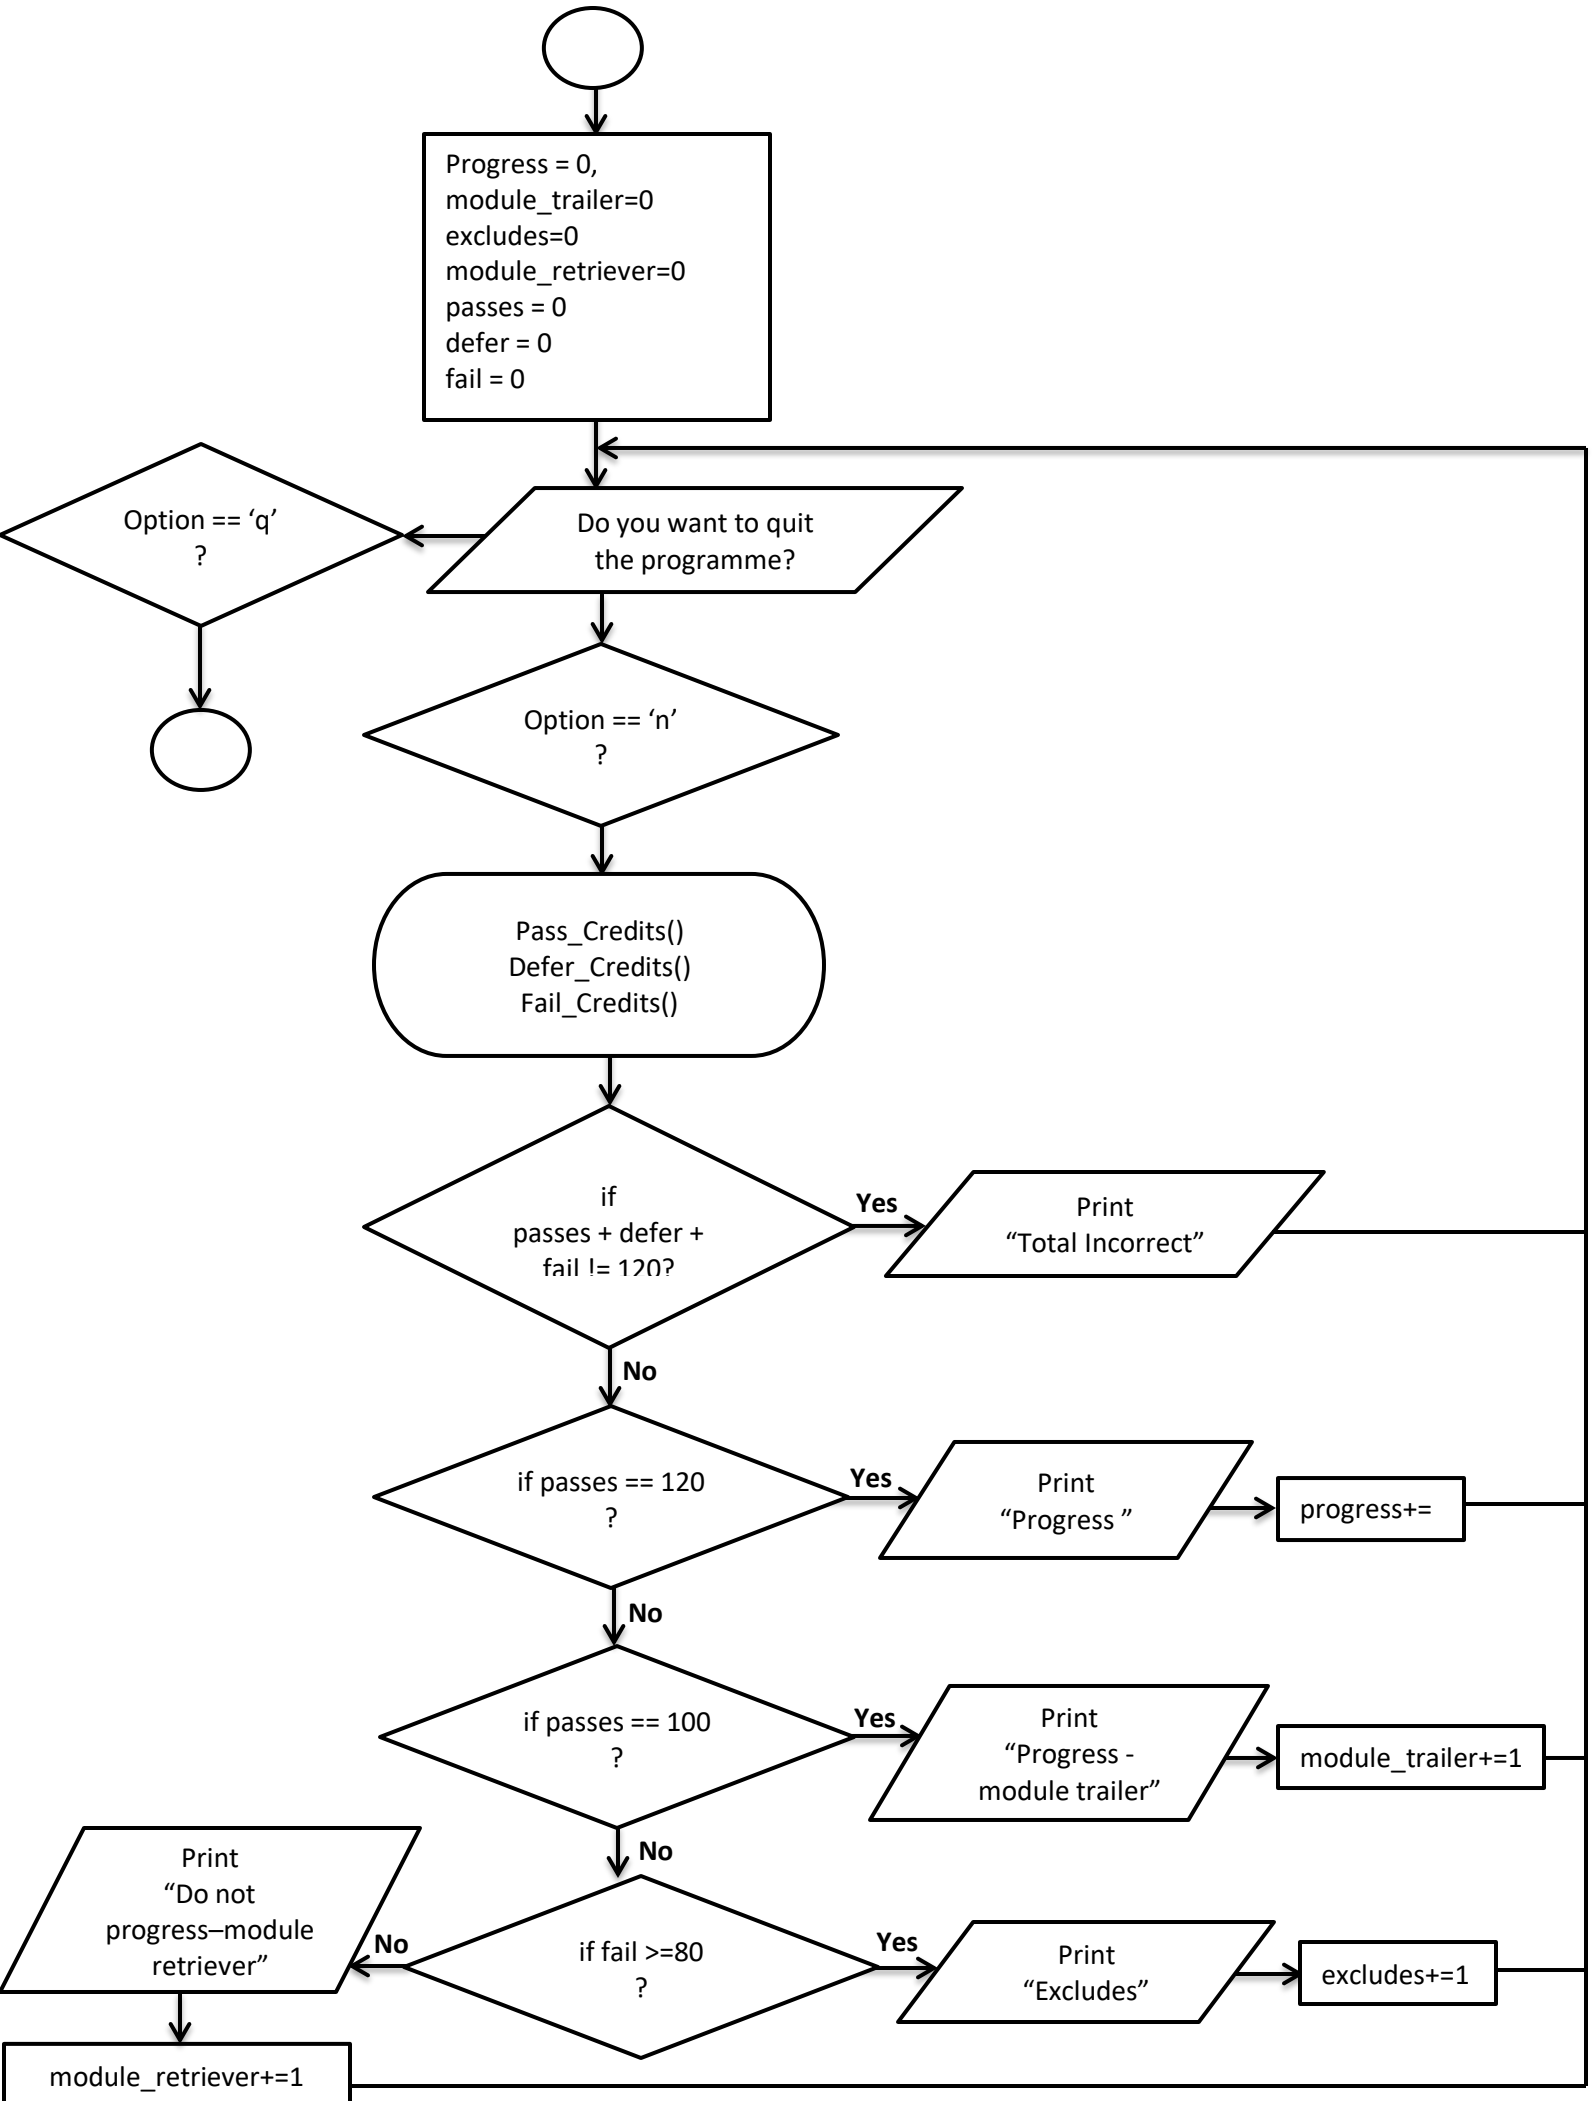 Progress = 0,
module_trailer=0
excludes=0
module_retriever=0
passes = 0
defer = 0
fail = 0
Do you want to quit
the programme?
Option == ‘q’
?
Option == ‘n’
?
Pass_Credits()
Defer_Credits()
Fail_Credits()
if
passes + defer +
fail != 120?
Yes
Print
“Total Incorrect”
No
if passes == 120
?
Yes
Print
“Progress ”
progress+=
No
if passes == 100
?
Yes
Print
“Progress -
module trailer”
module_trailer+=1
No
if fail >=80
?
Yes
Print
“Excludes”
excludes+=1
No
Print
“Do not
progress–module
retriever”
module_retriever+=1